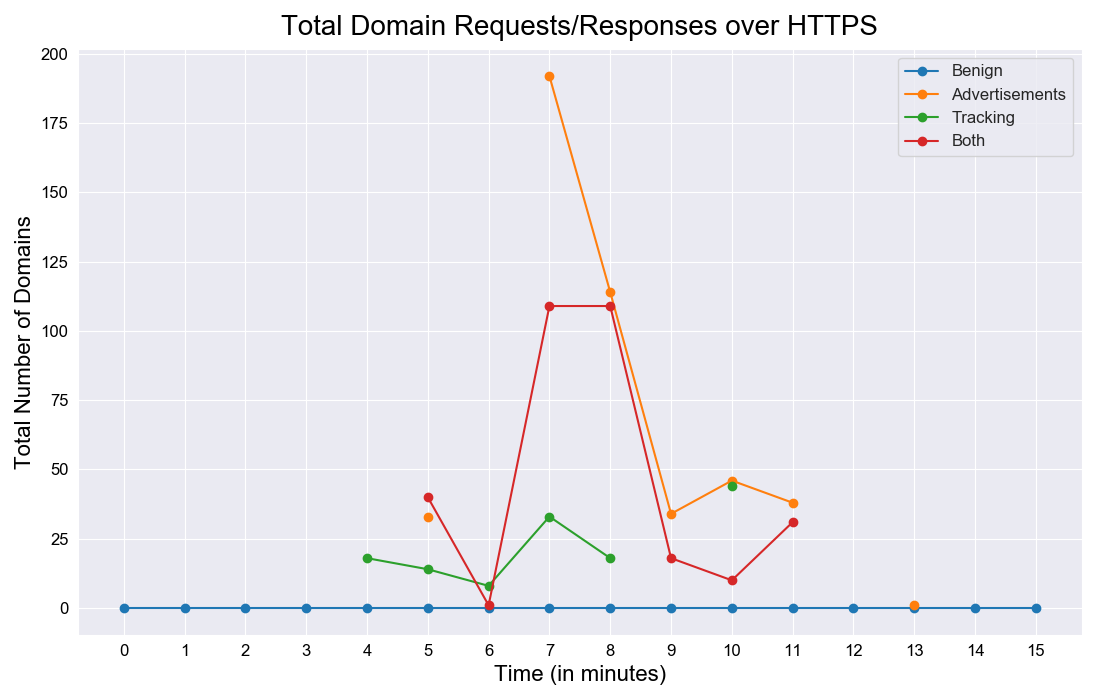 Total Domain Requests/Responses over HTTPS
200
175
150
125
100
75
50
25
0
Total Number of Domains
Benign
Advertisements
Tracking
Both
0 1 2 3 4 5 6 7 8 9 10 11 12 13 14 15
Time (in minutes)